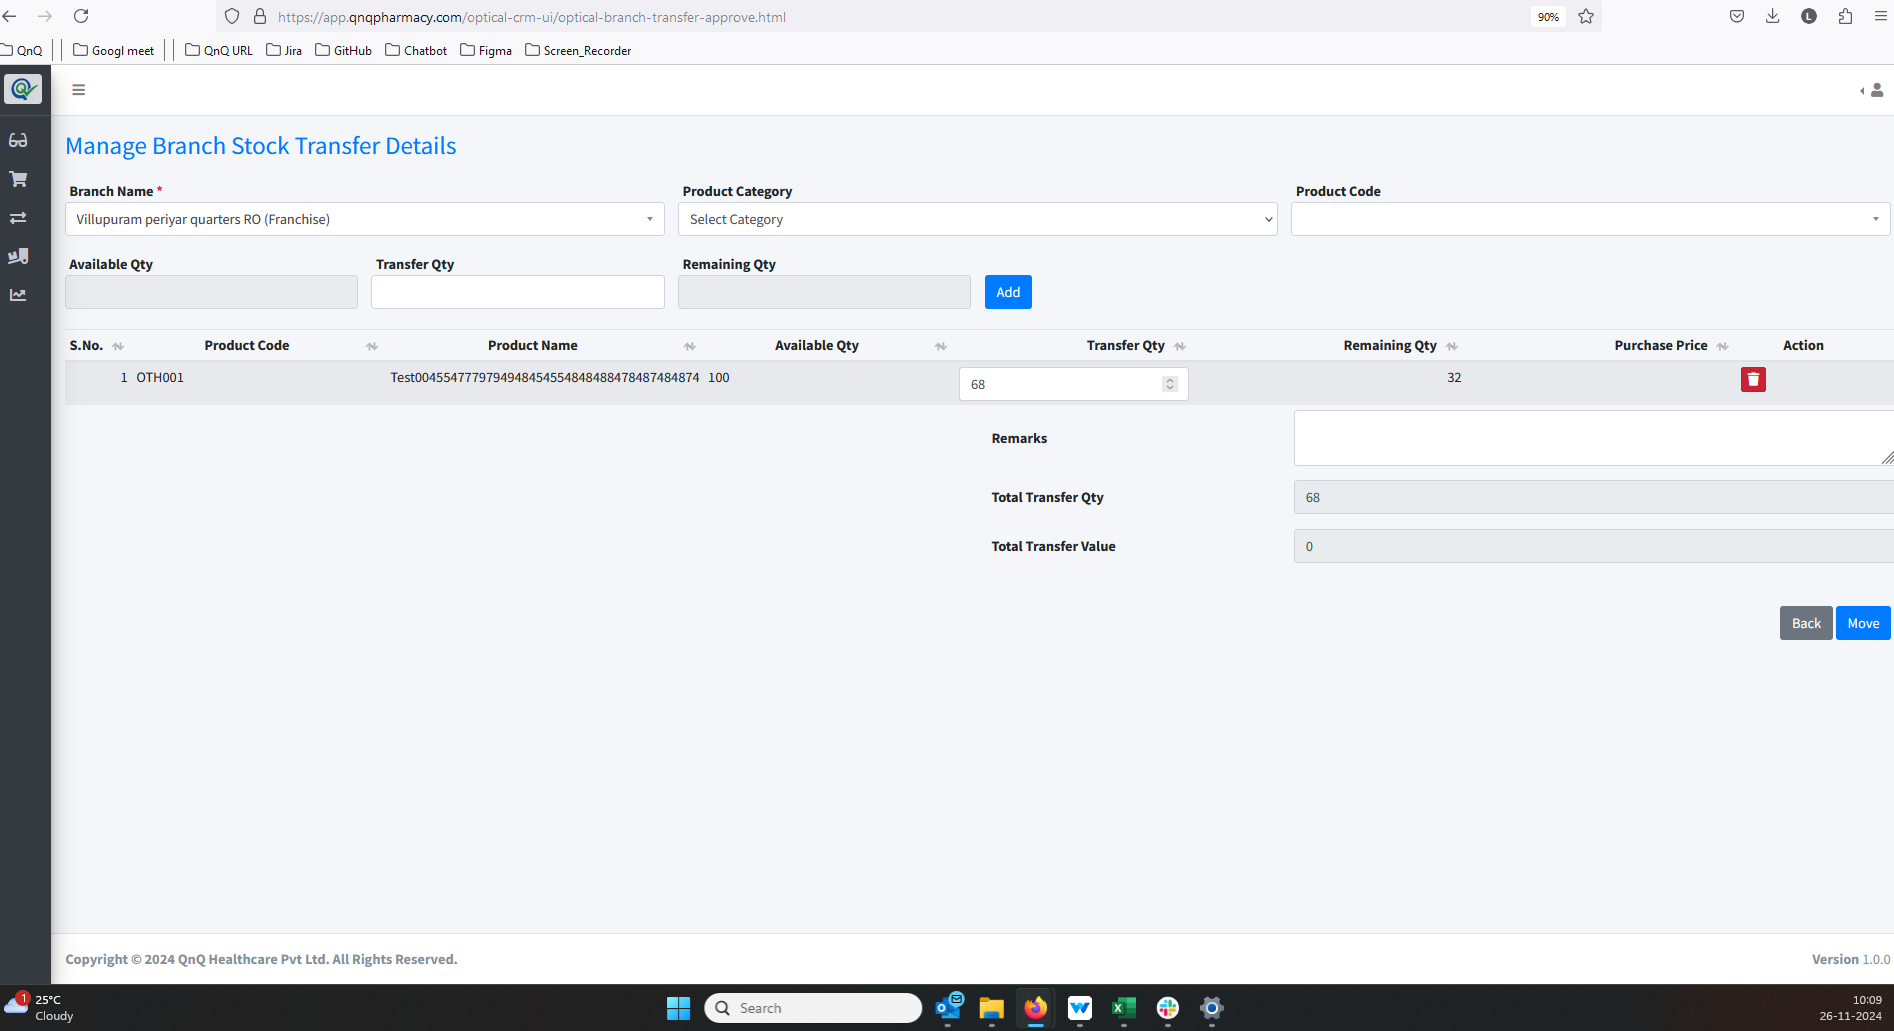 https://app.qnqpharmacy.com/optical-crm-ui/optical-branch-transfer-approve.html
90%
L
QnQ
Googl meet
QnQ URL
Jira
GitHub
Chatbot
Figma
Screen_Recorder
Manage Branch Stock Transfer Details
Branch Name *
Product Category
Product Code
Villupuram periyar quarters RO (Franchise)
Select Category
Available Qty
Transfer Qty
Remaining Qty
Add
S.No. Product Code Product Name Available Qty Transfer Qty Remaining Qty Purchase Price Action
1 OTH001 Test00455477797949484545548484884784874848​74 100 68 32
Remarks
Total Transfer Qty
68
Total Transfer Value
0
Back
Move
Copyright © 2024 QnQ Healthcare Pvt Ltd. All Rights Reserved.
Version 1.0.0
1
25°C
Cloudy
Search
10:09
26-11-2024